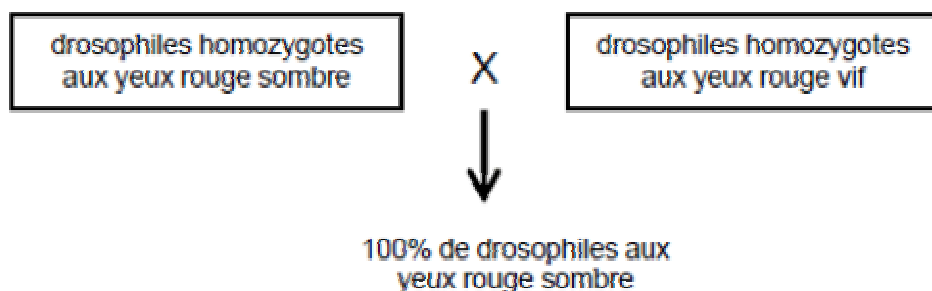 drosophiles homozygotes
aux yeux rouge sombre
X
drosophiles homozygotes
aux yeux rouge vif
100% de drosophiles aux
yeux rouge sombre